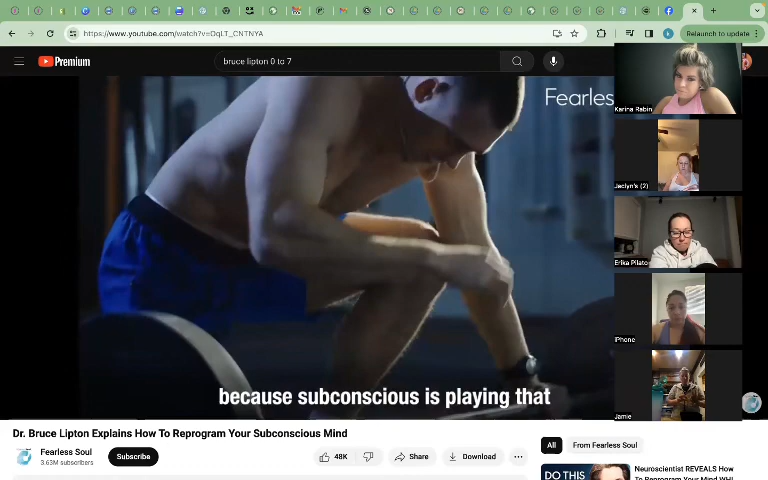 https://www.youtube.com/watch?v=OqLT_CNTNYA
Relaunch to update
Premium
bruce lipton 0 to 7
Fearless
Karina Rabin
Jaclyn's (2)
Erika Pilato
iPhone
Jamie
because subconscious is playing that
Dr. Bruce Lipton Explains How To Reprogram Your Subconscious Mind
Fearless Soul
3.63M subscribers
Subscribe
48K
Share
Download
All
From Fearless Soul
DO THIS
Neuroscientist REVEALS How
To Reprogram Your Mind